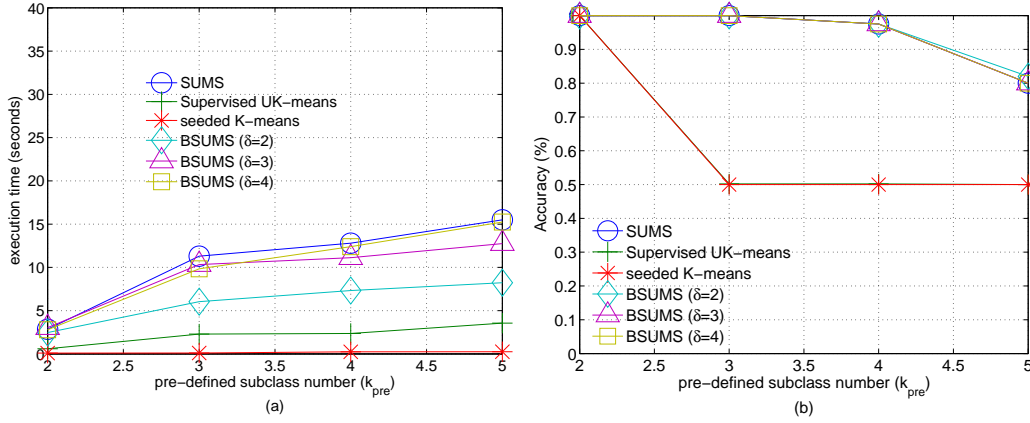 40
35
30
25
20
15
10
5
0
execution time (seconds)
SUMS
Supervised UK−means
seeded K−means
BSUMS (δ=2)
BSUMS (δ=3)
BSUMS (δ=4)
2 2.5 3 3.5 4 4.5 5
pre−defined subclass number (k_pre)
(a)
0.9
0.8
0.7
0.6
0.5
0.4
0.3
0.2
0.1
0
Accuracy (%)
SUMS
Supervised UK−means
seeded K−means
BSUMS (δ=2)
BSUMS (δ=3)
BSUMS (δ=4)
2 2.5 3 3.5 4 4.5 5
pre−defined subclass number (k_pre)
(b)